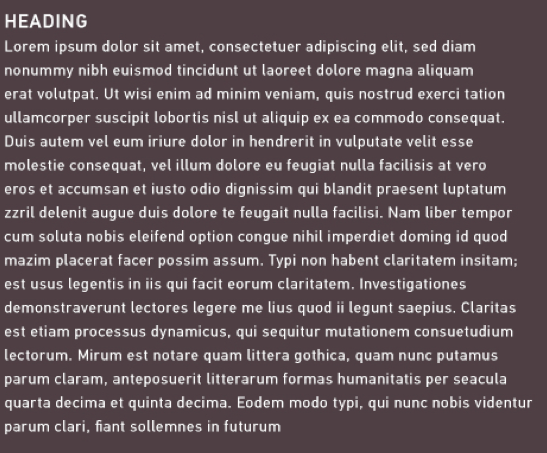 HEADING
Lorem ipsum dolor sit amet, consectetuer adipiscing elit, sed diam
nonummy nibh euismod tincidunt ut laoreet dolore magna aliquam
erat volutpat. Ut wisi enim ad minim veniam, quis nostrud exerci tation
ullamcorper suscipit lobortis nisl ut aliquip ex ea commodo consequat.
Duis autem vel eum iriure dolor in hendrerit in vulputate velit esse
molestie consequat, vel illum dolore eu feugiat nulla facilisis at vero
eros et accumsan et iusto odio dignissim qui blandit praesent luptatum
zzril delenit augue duis dolore te feugait nulla facilisi. Nam liber tempor
cum soluta nobis eleifend option congue nihil imperdiet doming id quod
mazim placerat facer possim assum. Typi non habent claritatem insitam;
est usus legentis in iis qui facit eorum claritatem. Investigationes
demonstraverunt lectores legere me lius quod ii legunt saepius. Claritas
est etiam processus dynamicus, qui sequitur mutationem consuetudium
lectorum. Mirum est notare quam littera gothica, quam nunc putamus
parum claram, anteposuerit litterarum formas humanitatis per seacula
quarta decima et quinta decima. Eodem modo typi, qui nunc nobis videntur
parum clari, fiant sollemnes in futurum